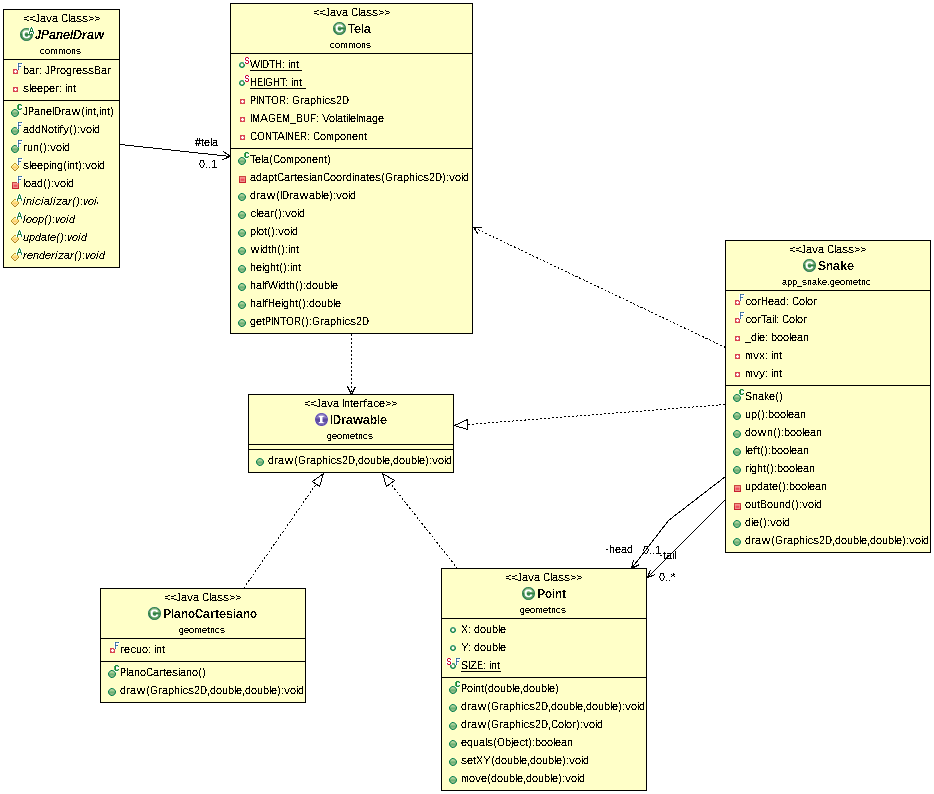 <<Java Class>>
JPanelDraw
commons
bar: JProgressBar
sleeper: int
JPanelDraw(int,int)
addNotify():void
run():void
sleeping(int):void
load():void
inicializar():voi
loop():void
update():void
renderizar():void
#tela
0..1
<<Java Class>>
Tela
commons
WIDTH: int
HEIGHT: int
PINTOR: Graphics2D
IMAGEM_BUF: VolatileImage
CONTAINER: Component
Tela(Component)
adaptCartesianCoordinates(Graphics2D):void
draw(IDrawable):void
clear():void
plot():void
width():int
height():int
halfWidth():double
halfHeight():double
getPINTOR():Graphics2D
<<Java Class>>
Snake
app_snake.geometric
corHead: Color
corTail: Color
_die: boolean
mvx: int
mvy: int
Snake()
up():boolean
down():boolean
left():boolean
right():boolean
update():boolean
outBound():void
die():void
draw(Graphics2D,double,double):void
<<Java Interface>>
IDrawable
geometrics
draw(Graphics2D,double,double):void
-head
0..1
-tail
0..*
<<Java Class>>
PlanoCartesiano
geometrics
recuo: int
PlanoCartesiano()
draw(Graphics2D,double,double):void
<<Java Class>>
Point
geometrics
X: double
Y: double
SIZE: int
Point(double,double)
draw(Graphics2D,double,double):void
draw(Graphics2D,Color):void
equals(Object):boolean
setXY(double,double):void
move(double,double):void